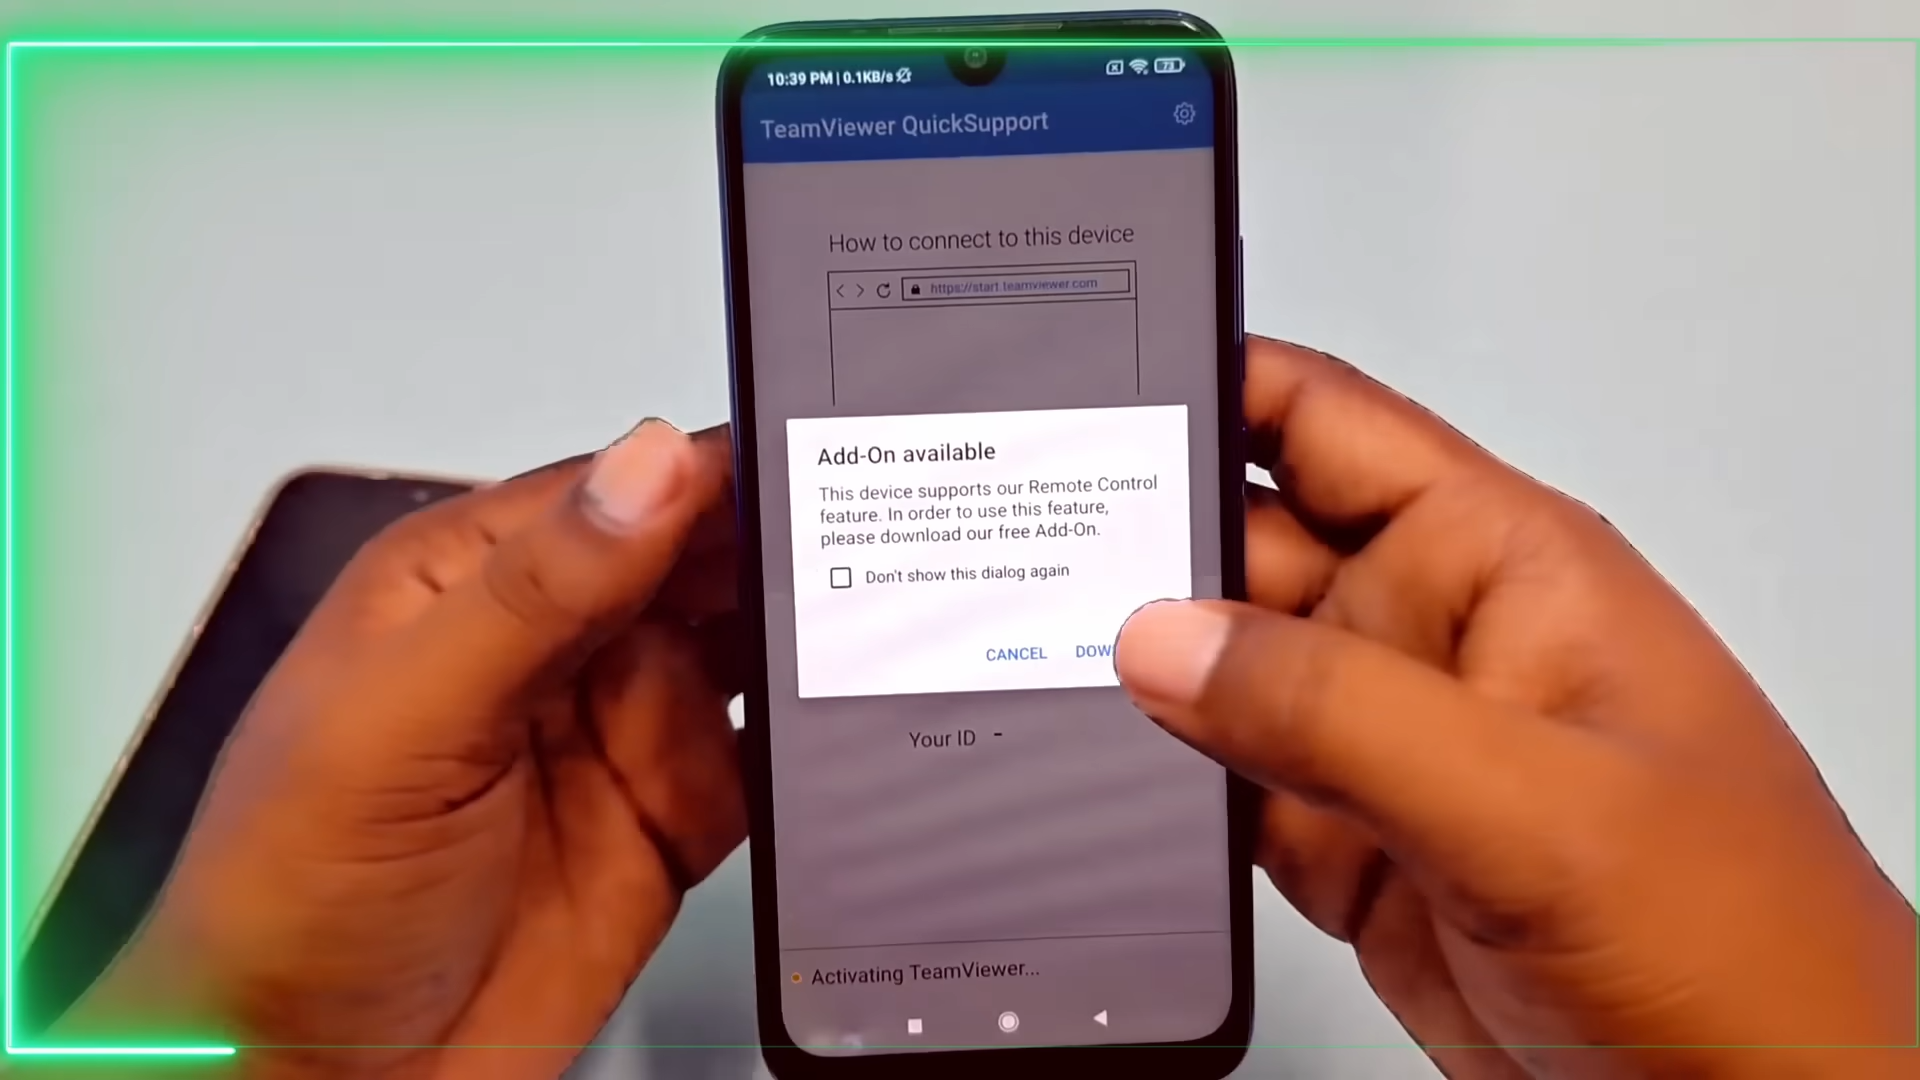 10:39 PM | 0.1KB/s
73
TeamViewer QuickSupport
How to connect to this device
https://start.teamviewer.com
Add-On available
This device supports our Remote Control
feature. In order to use this feature,
please download our free Add-On.
Don't show this dialog again
CANCEL DOW
Your ID -
Activating TeamViewer...